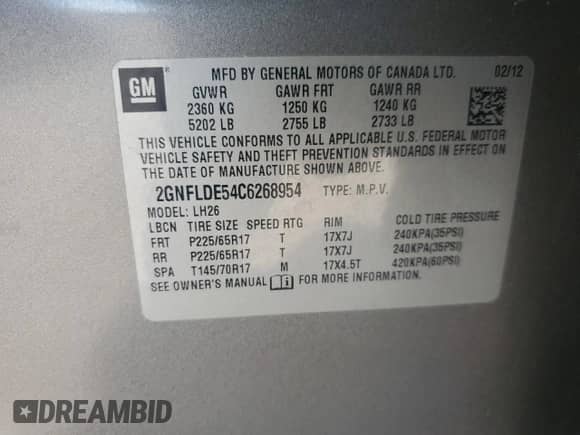 GM
MFD BY GENERAL MOTORS OF CANADA LTD. 02/12
GVWR GAWR FRT GAWR RR
2360 KG 1250 KG 1240 KG
5202 LB 2755 LB 2733 LB
THIS VEHICLE CONFORMS TO ALL APPLICABLE U.S. FEDERAL MOTOR
VEHICLE SAFETY AND THEFT PREVENTION STANDARDS IN EFFECT ON
THE DATE OF MANUFACTURE SHOWN ABOVE.
2GNFLDE54C6268954 TYPE: M.P.V.
MODEL: LH26
LBCN TIRE SIZE SPEED RTG RIM COLD TIRE PRESSURE
FRT P225/65R17 T 17X7J 240KPA(35PSI)
RR P225/65R17 T 17X7J 240KPA(35PSI)
SPA T145/70R17 M 17X4.5T 420KPA(60PSI)
SEE OWNER'S MANUAL FOR MORE INFORMATION.
DREAMBID